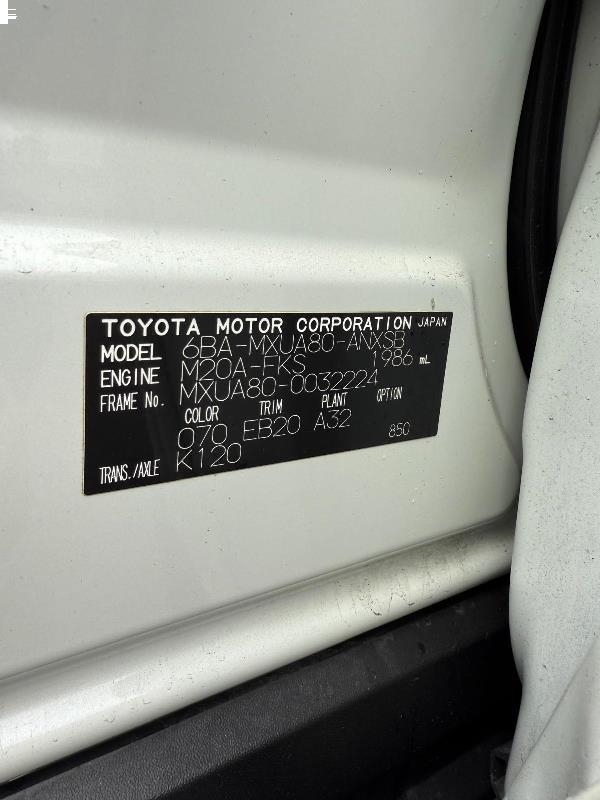 TOYOTA MOTOR CORPORATION JAPAN
MODEL 6BA-MXUA80-ANXSB
ENGINE M20A-FKS 1986 mL
FRAME No. MXUA80-0032224
COLOR TRIM PLANT OPTION
070 EB20 A32 850
TRANS./AXLE K120